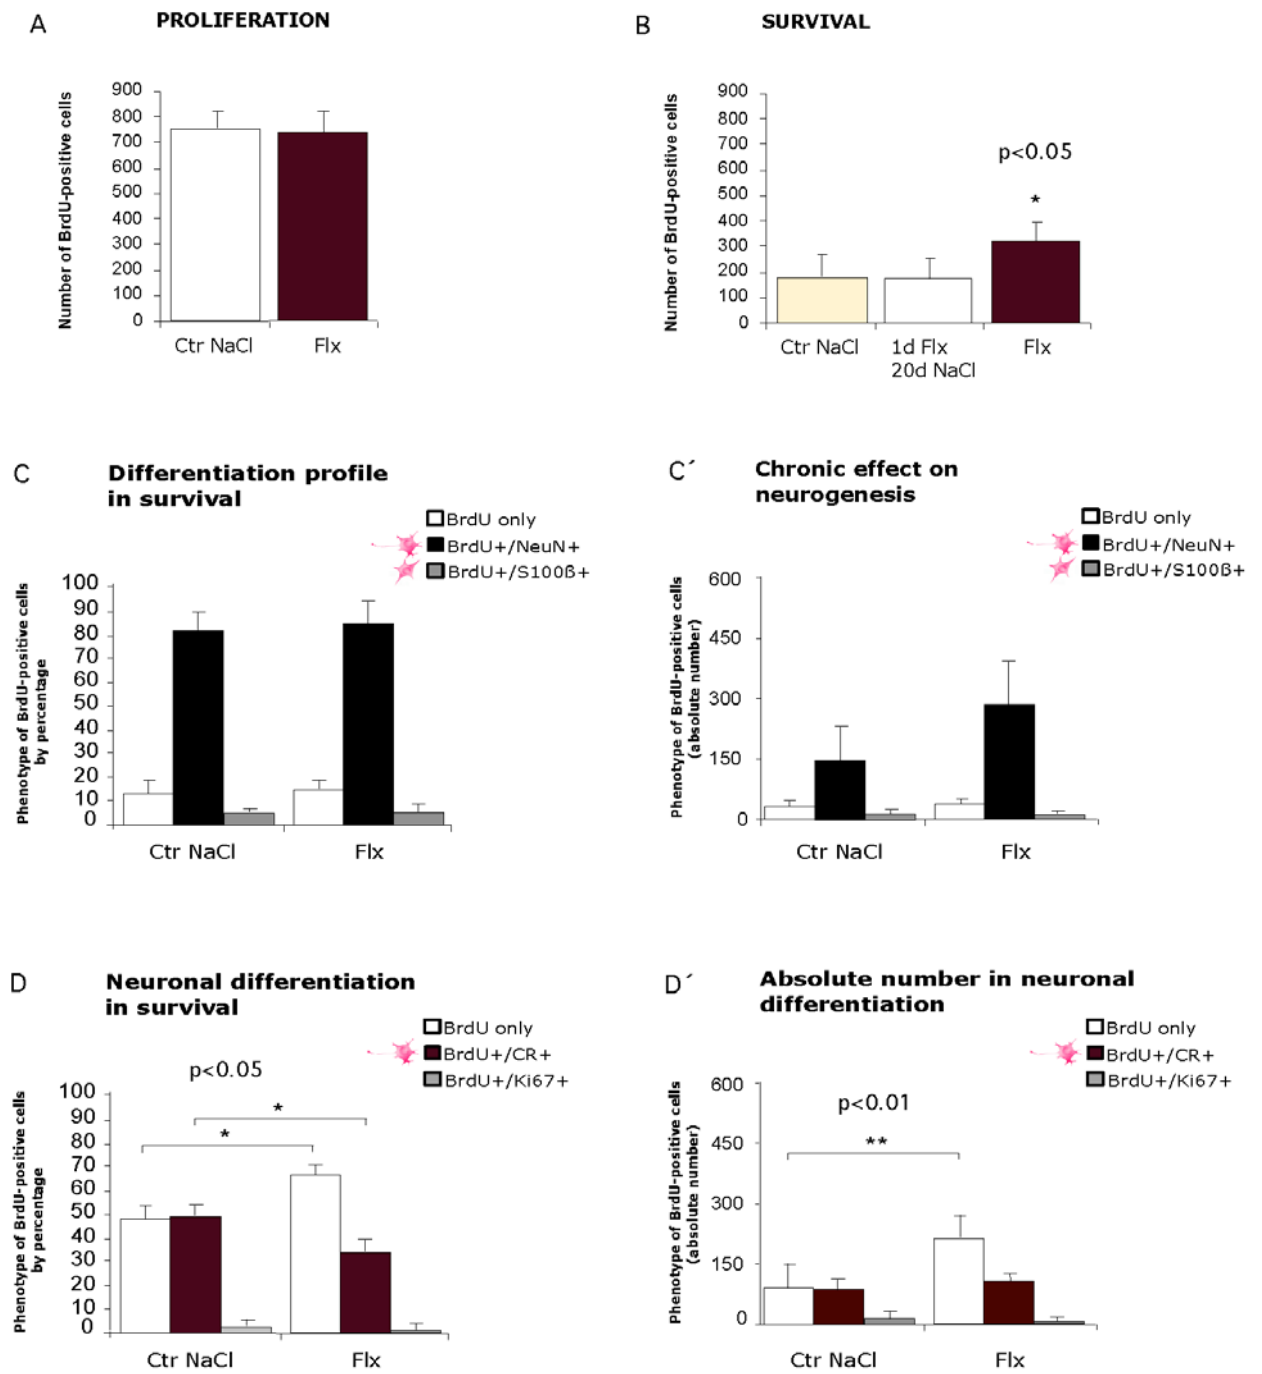 A
PROLIFERATION
Number of BrdU-positive cells
900
800
700
600
500
400
300
200
100
0
Ctr NaCl
Flx
B
SURVIVAL
Number of BrdU-positive cells
900
800
700
600
500
400
300
200
100
0
p<0.05
*
Ctr NaCl
1d Flx
20d NaCl
Flx
C
Differentiation profile
in survival
BrdU only
BrdU+/NeuN+
BrdU+/S100ß+
Phenotype of BrdU-positive cells
by percentage
100
90
80
70
60
50
40
30
20
10
0
Ctr NaCl
Flx
C´
Chronic effect on
neurogenesis
BrdU only
BrdU+/NeuN+
BrdU+/S100ß+
Phenotype of BrdU-positive cells
(absolute number)
600
450
300
150
0
Ctr NaCl
Flx
D
Neuronal differentiation
in survival
BrdU only
BrdU+/CR+
BrdU+/Ki67+
p<0.05
*
*
Phenotype of BrdU-positive cells
by percentage
100
90
80
70
60
50
40
30
20
10
0
Ctr NaCl
Flx
D´
Absolute number in neuronal
differentiation
BrdU only
BrdU+/CR+
BrdU+/Ki67+
p<0.01
**
Phenotype of BrdU-positive cells
(absolute number)
600
450
300
150
0
Ctr NaCl
Flx